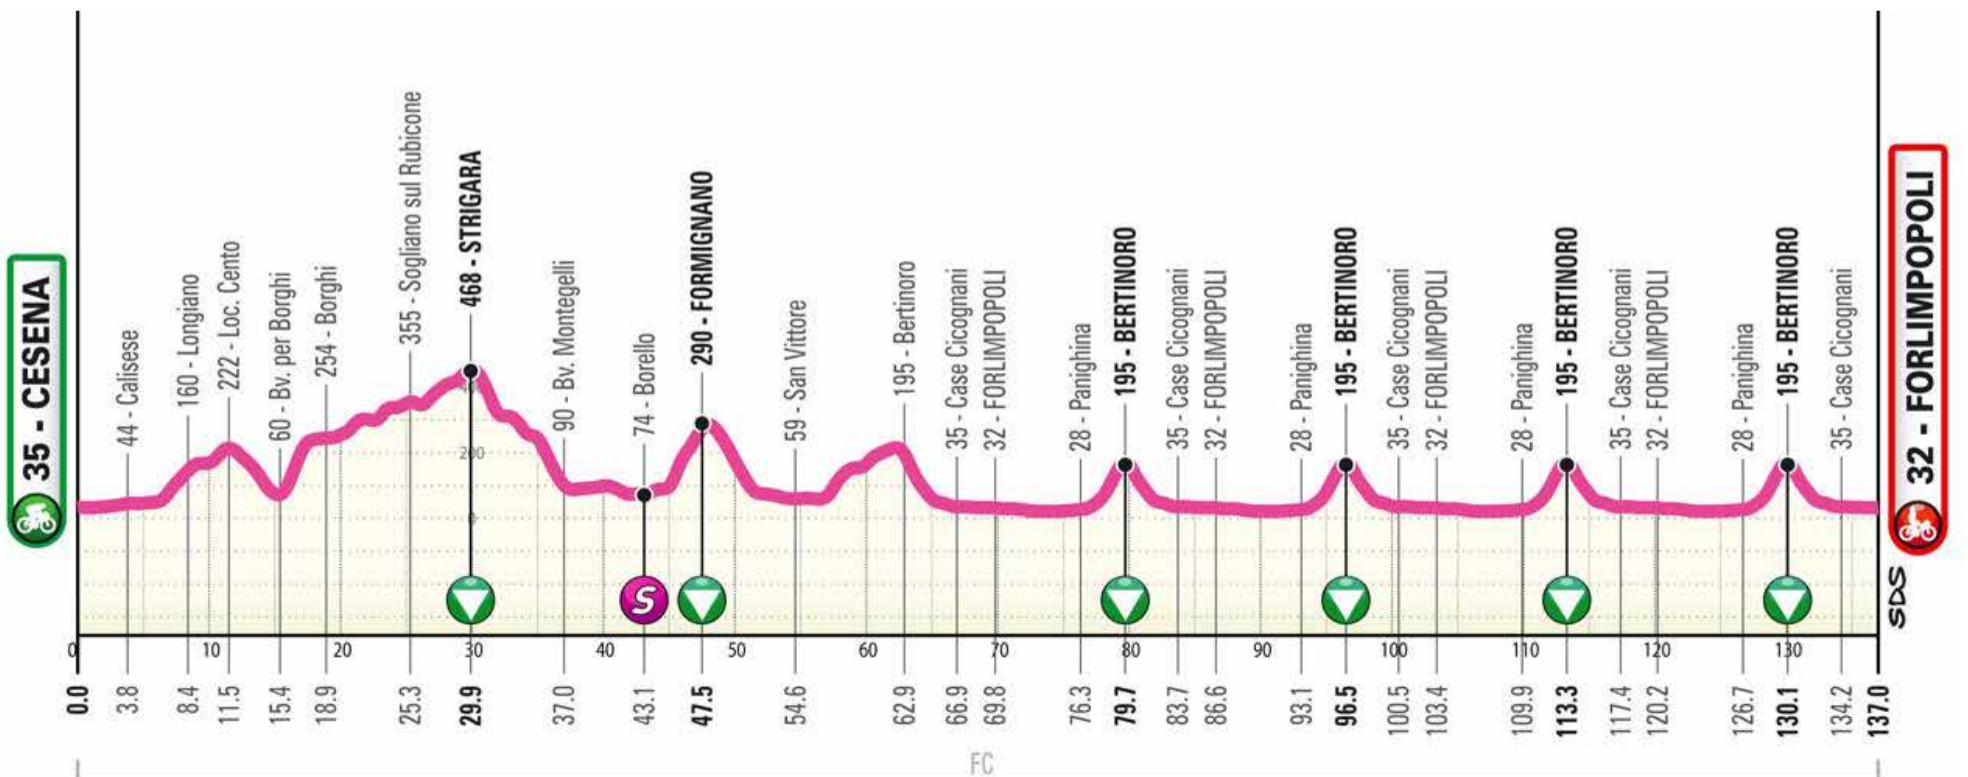 35 - CESENA
44 - Calisese
160 - Longiano
222 - Loc. Cento
60 - Bv. per Borghi
254 - Borghi
355 - Sogliano sul Rubicone
468 - STRIGARA
90 - Bv. Montegelli
74 - Borello
290 - FORMIGNANO
59 - San Vittore
195 - Bertinoro
35 - Case Cicognani
32 - FORLIMPOPOLI
28 - Panighina
195 - BERTINORO
35 - Case Cicognani
32 - FORLIMPOPOLI
28 - Panighina
195 - BERTINORO
35 - Case Cicognani
32 - FORLIMPOPOLI
28 - Panighina
195 - BERTINORO
35 - Case Cicognani
32 - FORLIMPOPOLI
28 - Panighina
195 - BERTINORO
35 - Case Cicognani
32 - FORLIMPOPOLI
200
0
S
SDS
0 10 20 30 40 50 60 70 80 90 100 110 120 130
0.0 3.8 8.4 11.5 15.4 18.9 25.3 29.9 37.0 43.1 47.5 54.6 62.9 66.9 69.8 76.3 79.7 83.7 86.6 93.1 96.5 100.5 103.4 109.9 113.3 117.4 120.2 126.7 130.1 134.2 137.0
FC